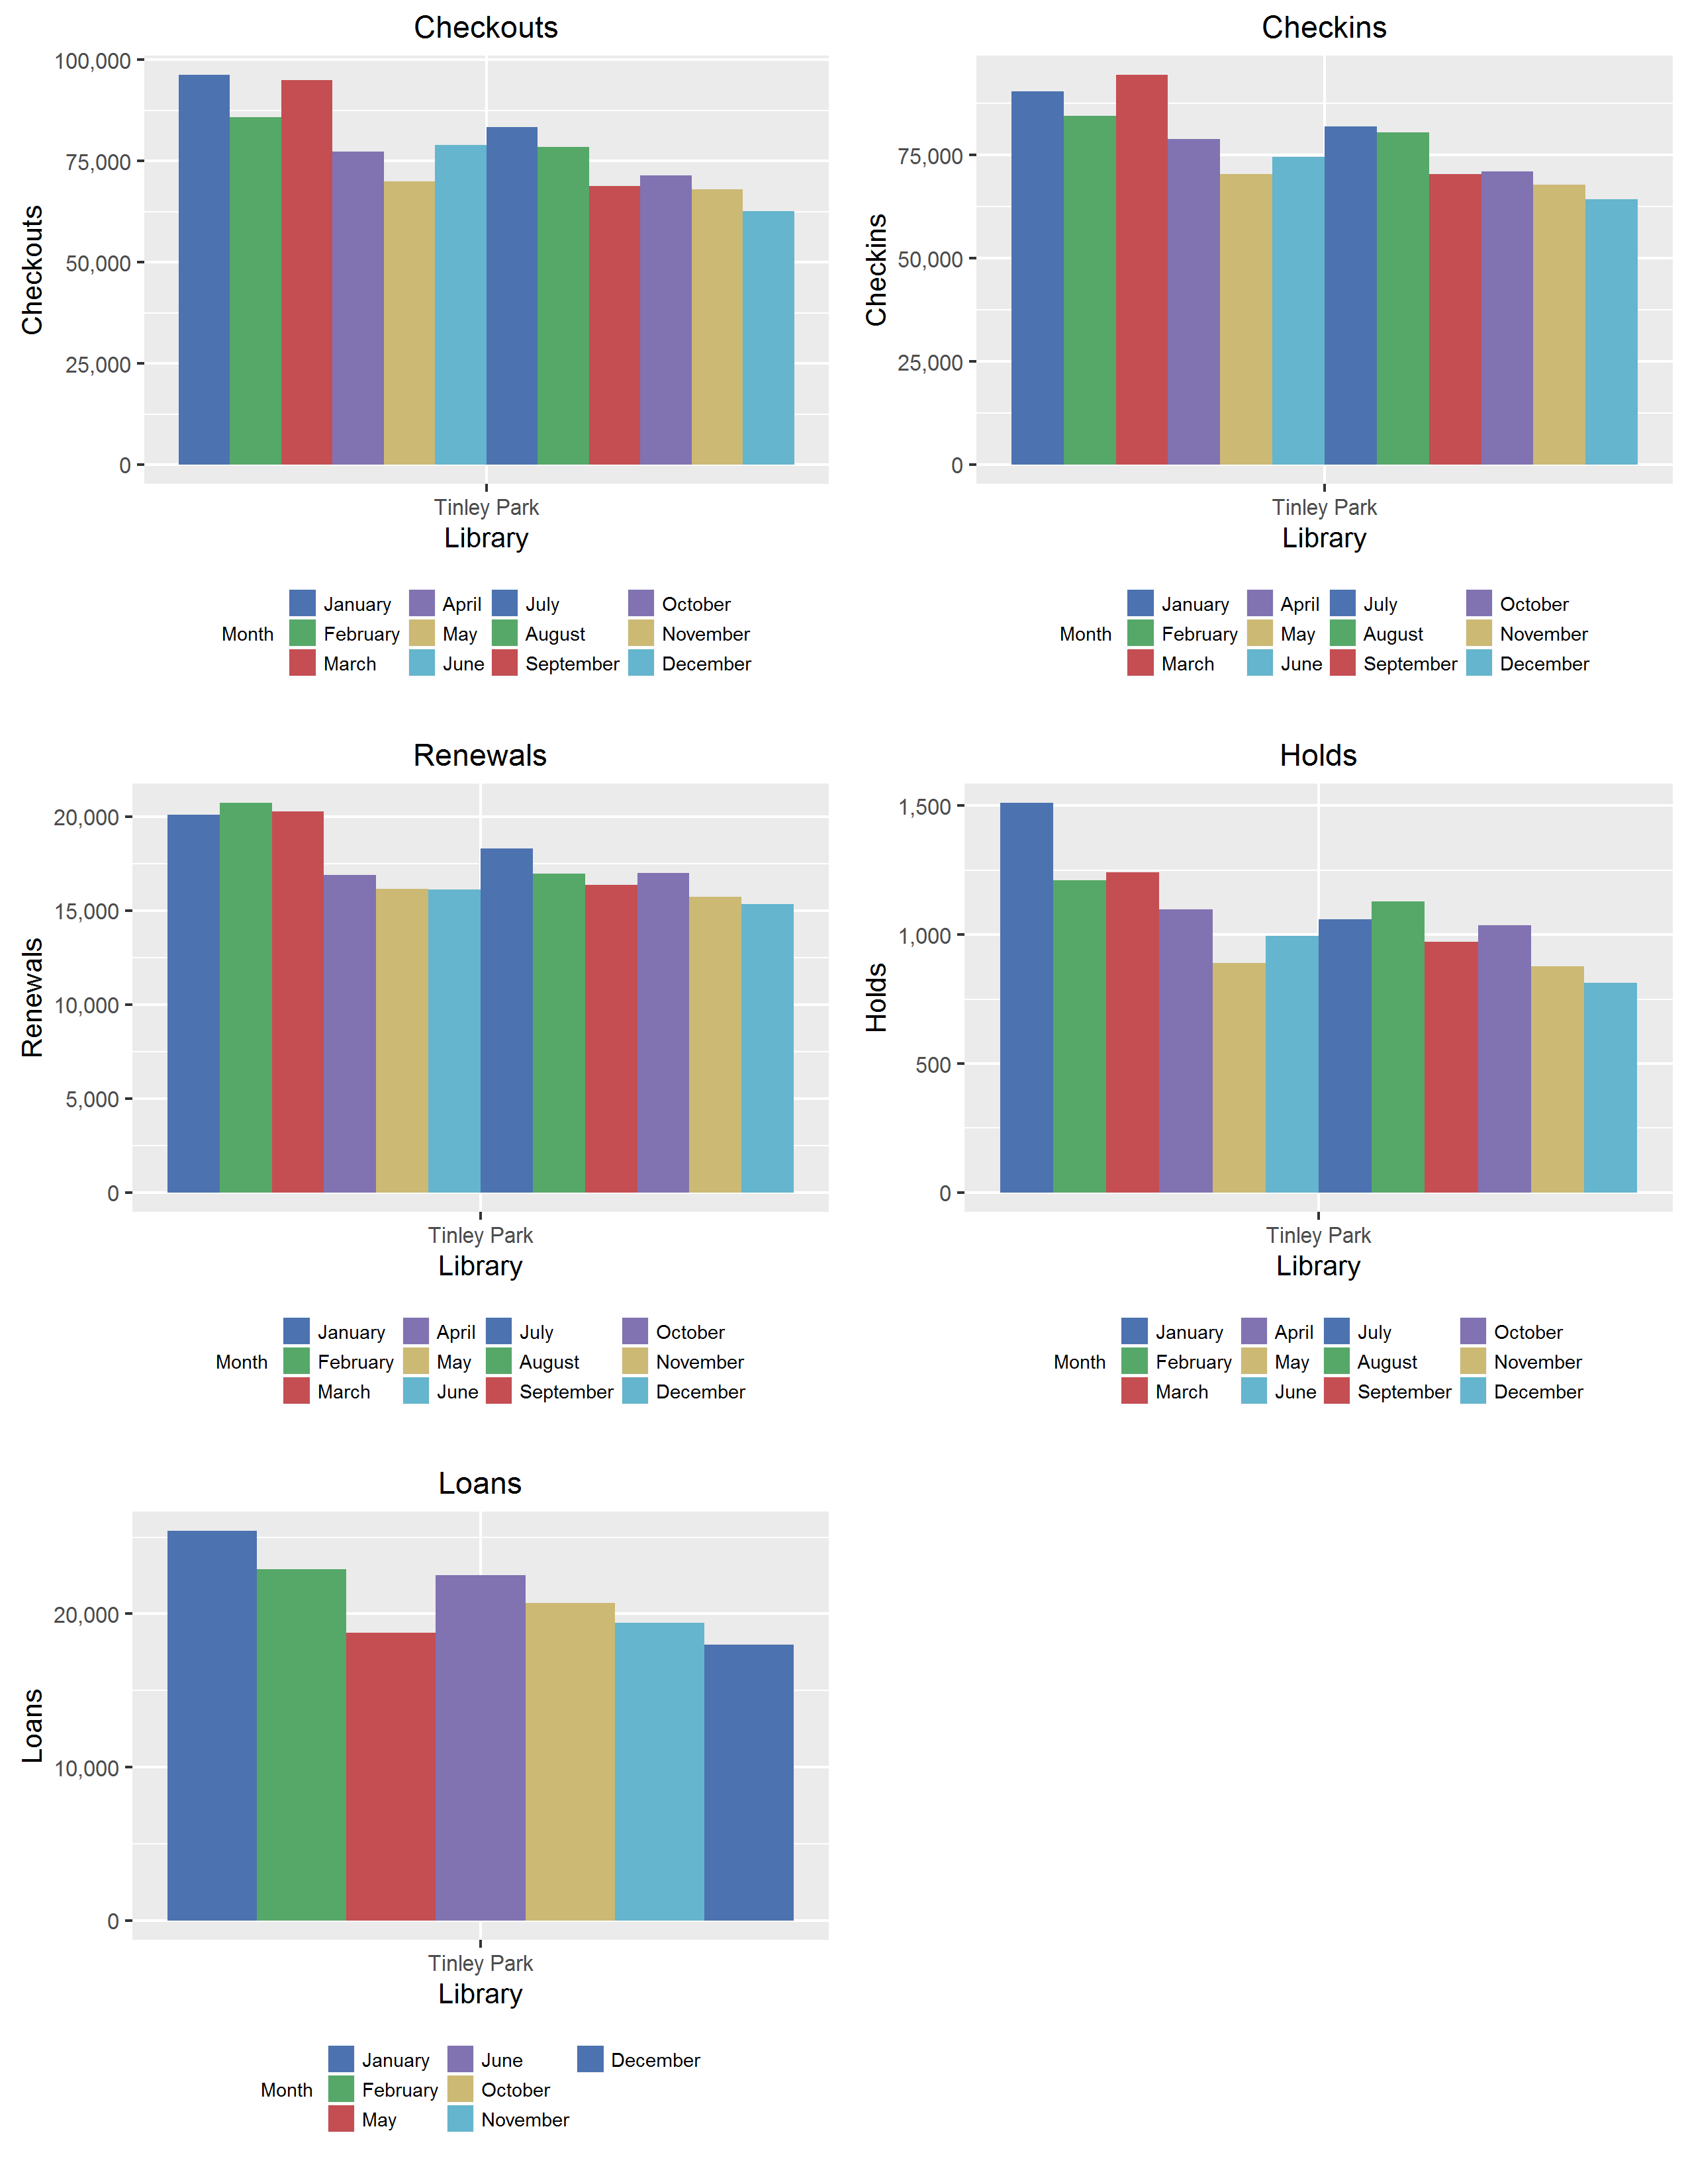 Checkouts
100,000
75,000
50,000
25,000
0
Checkouts
Tinley Park
Library
Month
January
February
March
April
May
June
July
August
September
October
November
December
Checkins
75,000
50,000
25,000
0
Checkins
Tinley Park
Library
Month
January
February
March
April
May
June
July
August
September
October
November
December
Renewals
20,000
15,000
10,000
5,000
0
Renewals
Tinley Park
Library
Month
January
February
March
April
May
June
July
August
September
October
November
December
Holds
1,500
1,000
500
0
Holds
Tinley Park
Library
Month
January
February
March
April
May
June
July
August
September
October
November
December
Loans
20,000
10,000
0
Loans
Tinley Park
Library
Month
January
February
May
June
October
November
December